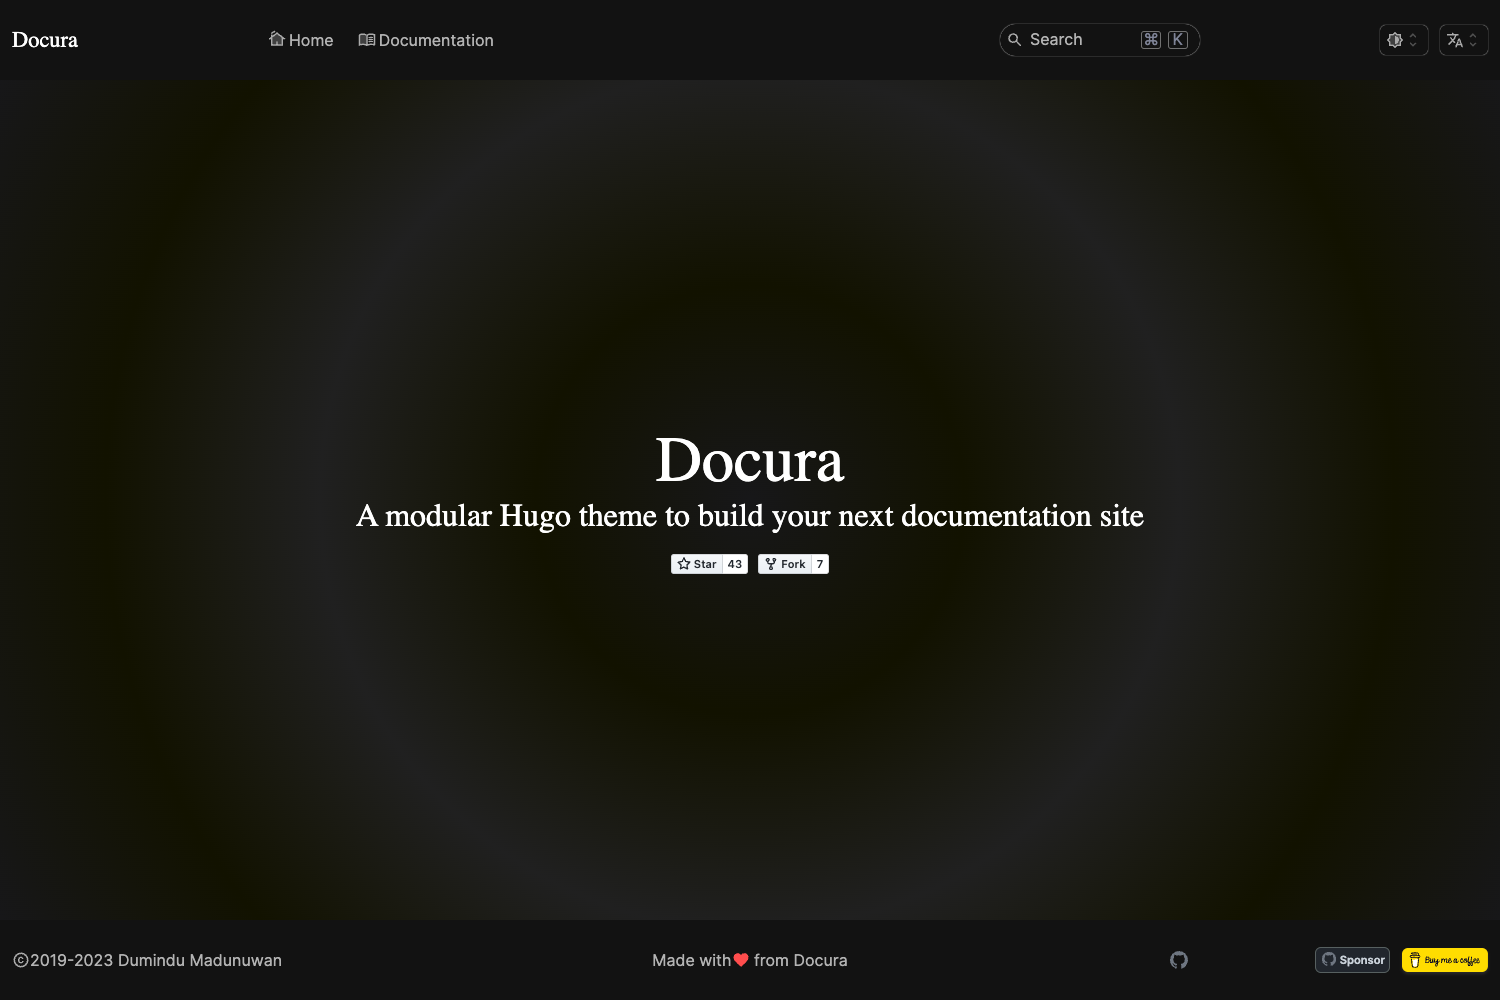 Docura
Home
Documentation
Search ⌘ K
Docura
A modular Hugo theme to build your next documentation site
Star 43
Fork 7
©2019-2023 Dumindu Madunuwan
Made with❤ from Docura
Sponsor
Buy me a coffee